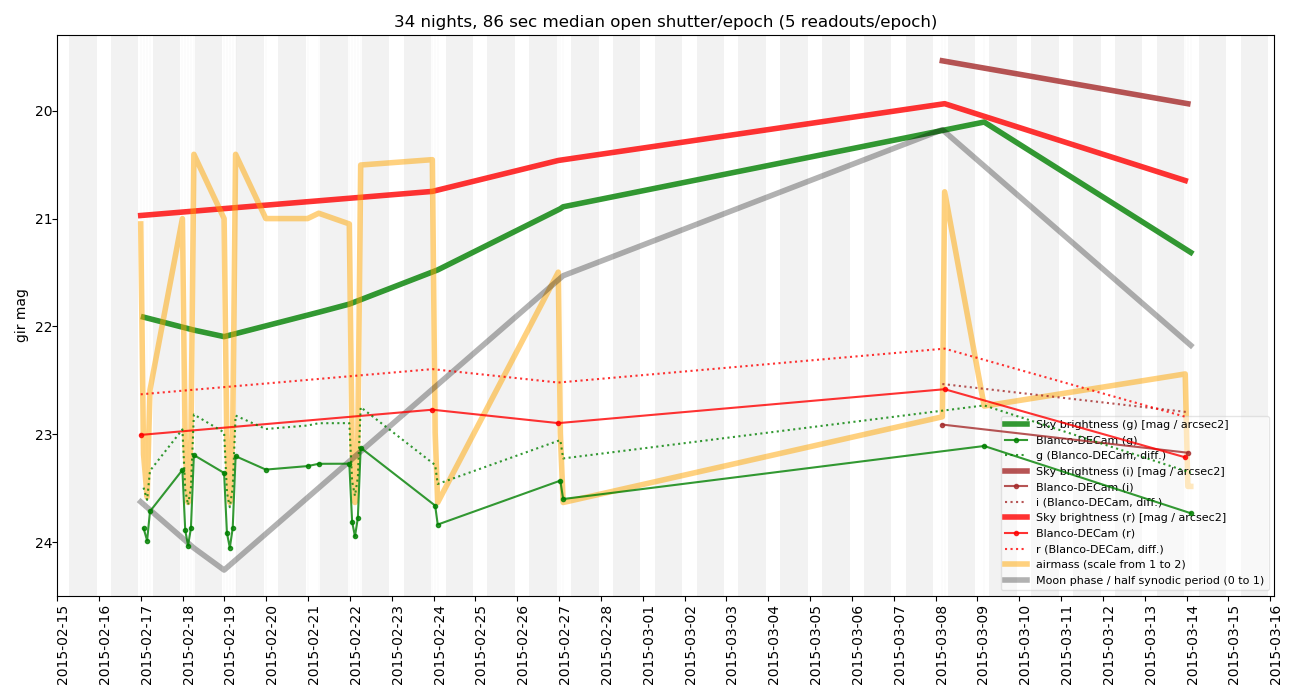 34 nights, 86 sec median open shutter/epoch (5 readouts/epoch)
gir mag
20
21
22
23
24
Sky brightness (g) [mag / arcsec2]
Blanco-DECam (g)
g (Blanco-DECam, diff.)
Sky brightness (i) [mag / arcsec2]
Blanco-DECam (i)
i (Blanco-DECam, diff.)
Sky brightness (r) [mag / arcsec2]
Blanco-DECam (r)
r (Blanco-DECam, diff.)
airmass (scale from 1 to 2)
Moon phase / half synodic period (0 to 1)
2015-02-15
2015-02-16
2015-02-17
2015-02-18
2015-02-19
2015-02-20
2015-02-21
2015-02-22
2015-02-23
2015-02-24
2015-02-25
2015-02-26
2015-02-27
2015-02-28
2015-03-01
2015-03-02
2015-03-03
2015-03-04
2015-03-05
2015-03-06
2015-03-07
2015-03-08
2015-03-09
2015-03-10
2015-03-11
2015-03-12
2015-03-13
2015-03-14
2015-03-15
2015-03-16